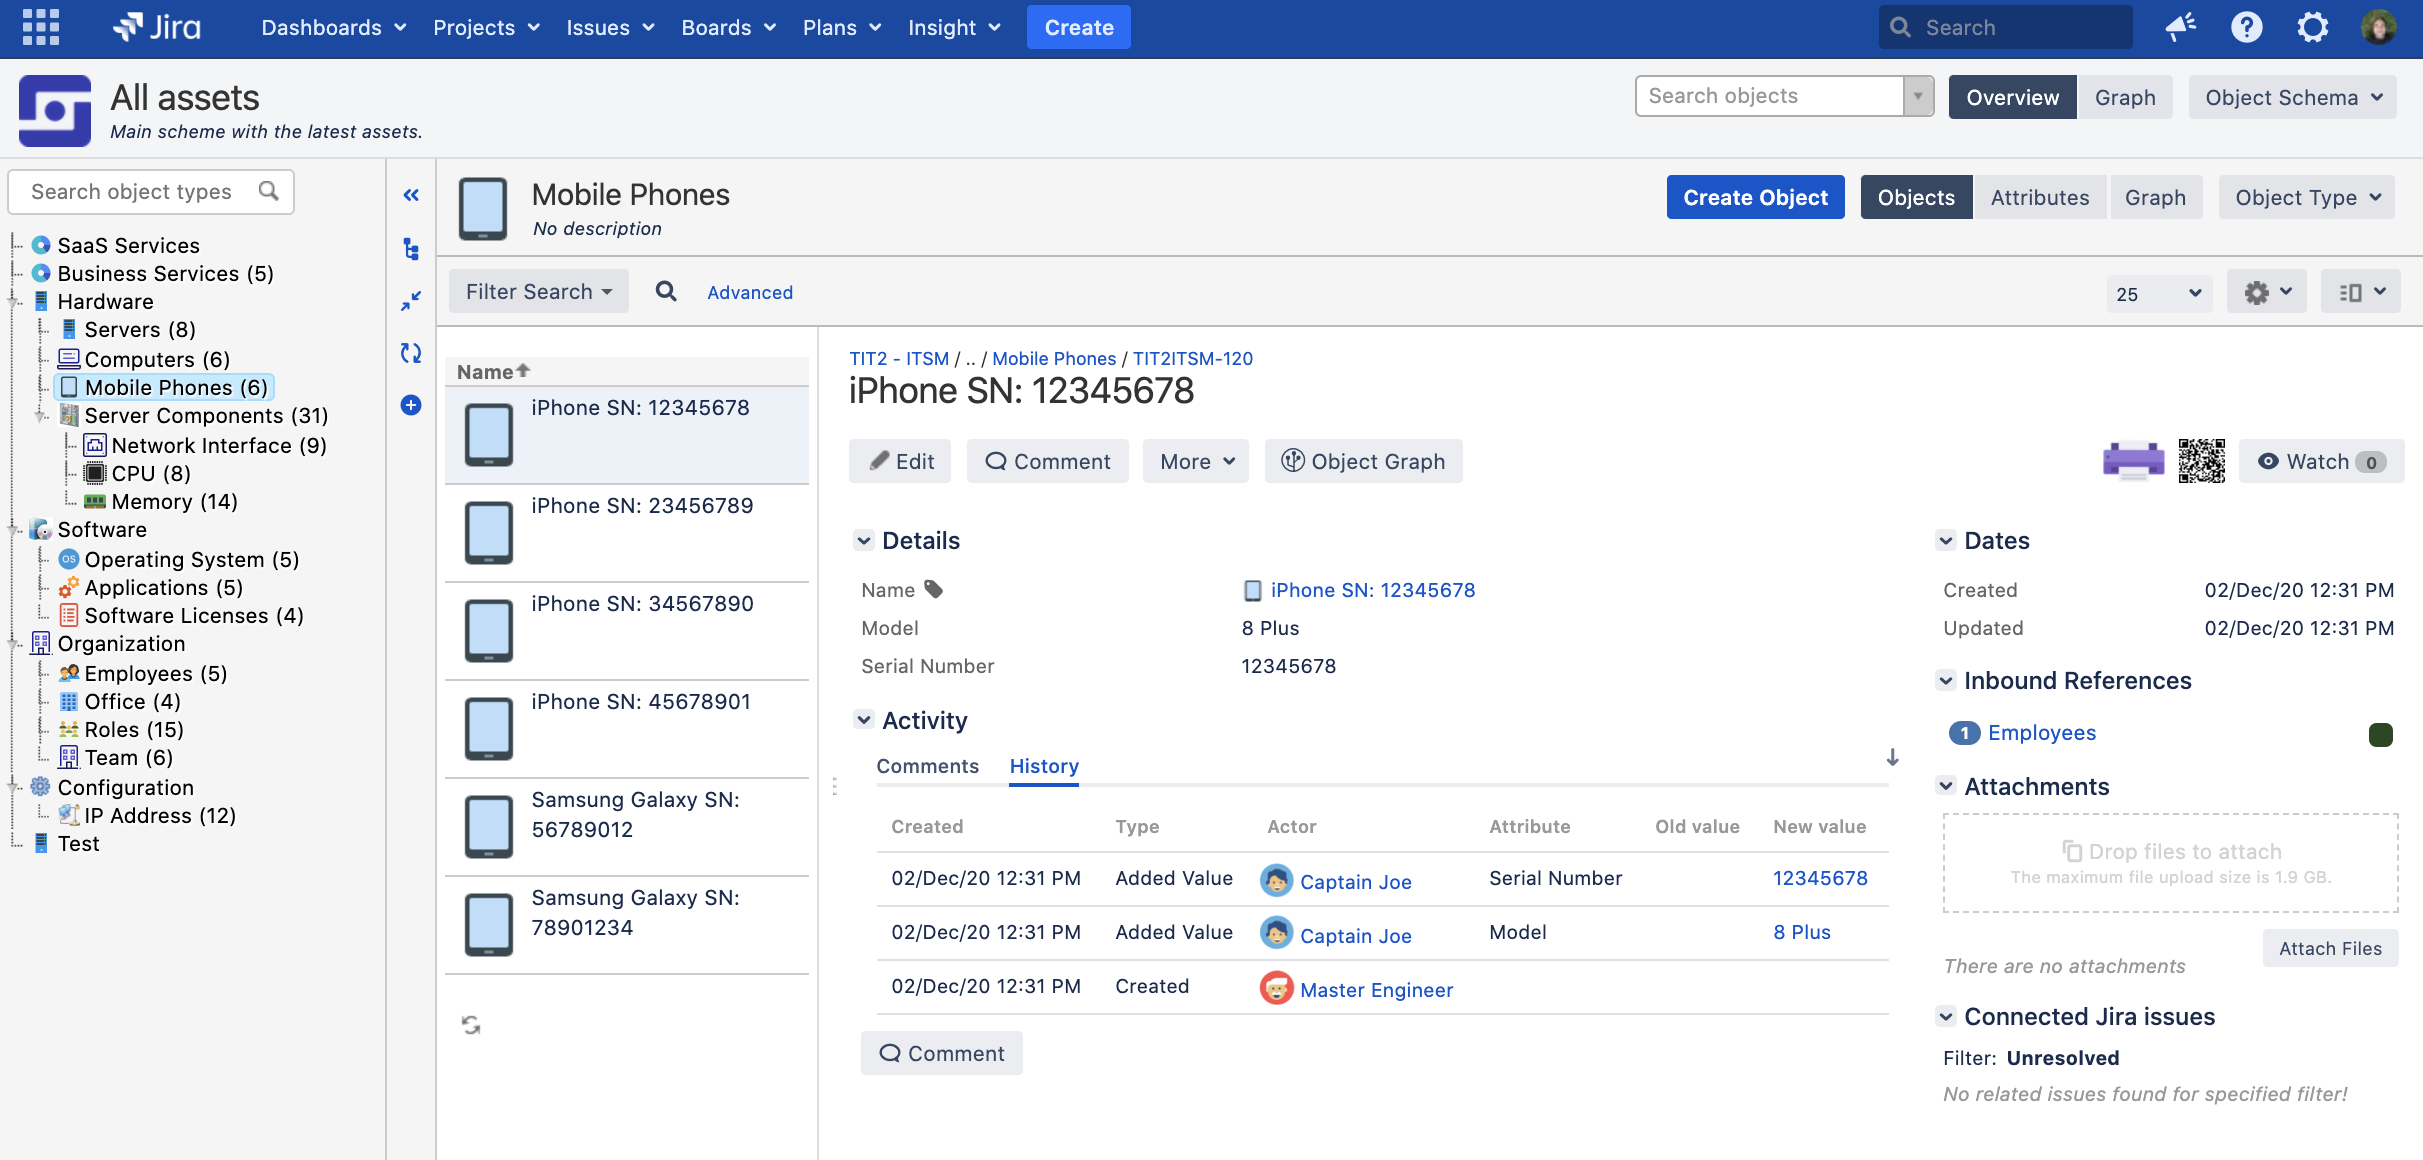 Jira Dashboards Projects Issues Boards Plans Insight Create Search
All assets
Main scheme with the latest assets.
Search objects Overview Graph Object Schema
Search object types
SaaS Services
Business Services (5)
Hardware
Servers (8)
Computers (6)
Mobile Phones (6)
Server Components (31)
Network Interface (9)
CPU (8)
Memory (14)
Software
OS Operating System (5)
Applications (5)
Software Licenses (4)
Organization
Employees (5)
Office (4)
Roles (15)
Team (6)
Configuration
IP Address (12)
Test
Mobile Phones
No description
Create Object Objects Attributes Graph Object Type
Filter Search Advanced 25
Name
iPhone SN: 12345678
iPhone SN: 23456789
iPhone SN: 34567890
iPhone SN: 45678901
Samsung Galaxy SN:
56789012
Samsung Galaxy SN:
78901234
TIT2 - ITSM / .. / Mobile Phones / TIT2ITSM-120
iPhone SN: 12345678
Edit Comment More Object Graph Watch 0
Details
Name iPhone SN: 12345678
Model 8 Plus
Serial Number 12345678
Activity
Comments History
Created Type Actor Attribute Old value New value
02/Dec/20 12:31 PM Added Value Captain Joe Serial Number 12345678
02/Dec/20 12:31 PM Added Value Captain Joe Model 8 Plus
02/Dec/20 12:31 PM Created Master Engineer
Comment
Dates
Created 02/Dec/20 12:31 PM
Updated 02/Dec/20 12:31 PM
Inbound References
1 Employees
Attachments
Drop files to attach
The maximum file upload size is 1.9 GB.
Attach Files
There are no attachments
Connected Jira issues
Filter: Unresolved
No related issues found for specified filter!